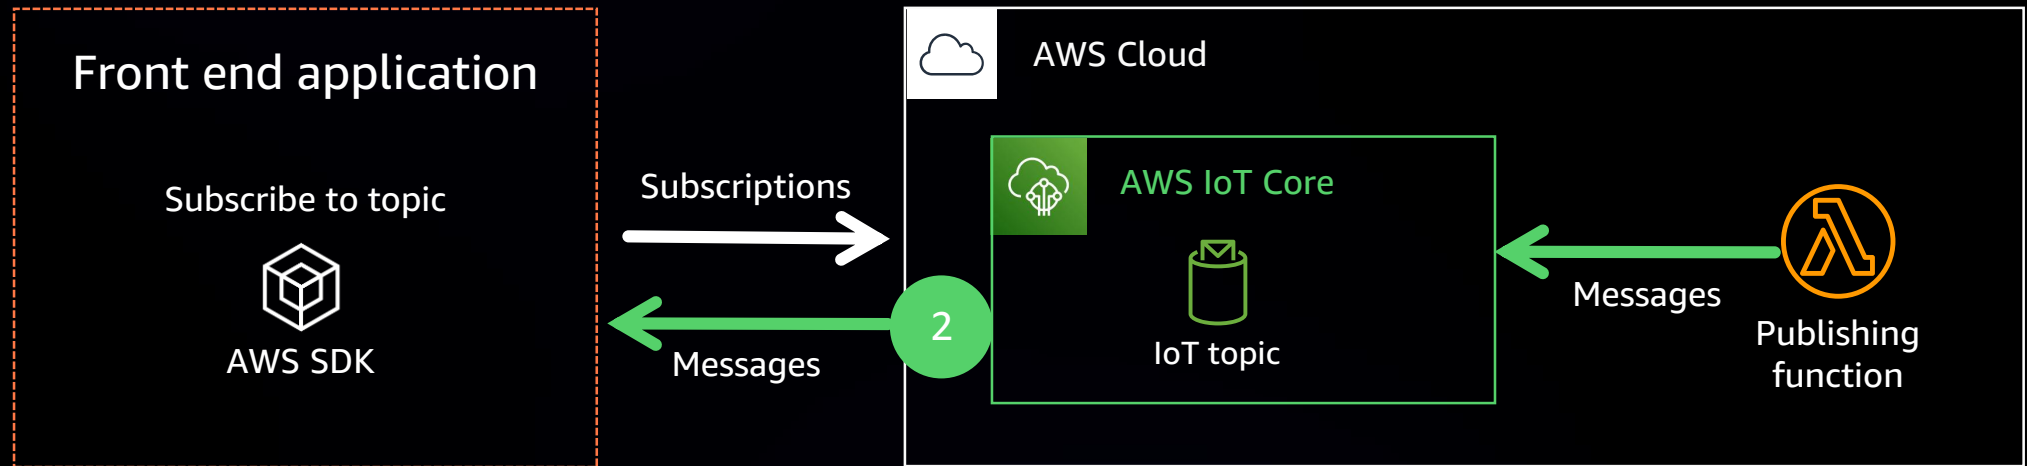 Front end application
Subscribe to topic
AWS SDK
Subscriptions
Messages
2
AWS Cloud
AWS IoT Core
IoT topic
Messages
Publishing
function